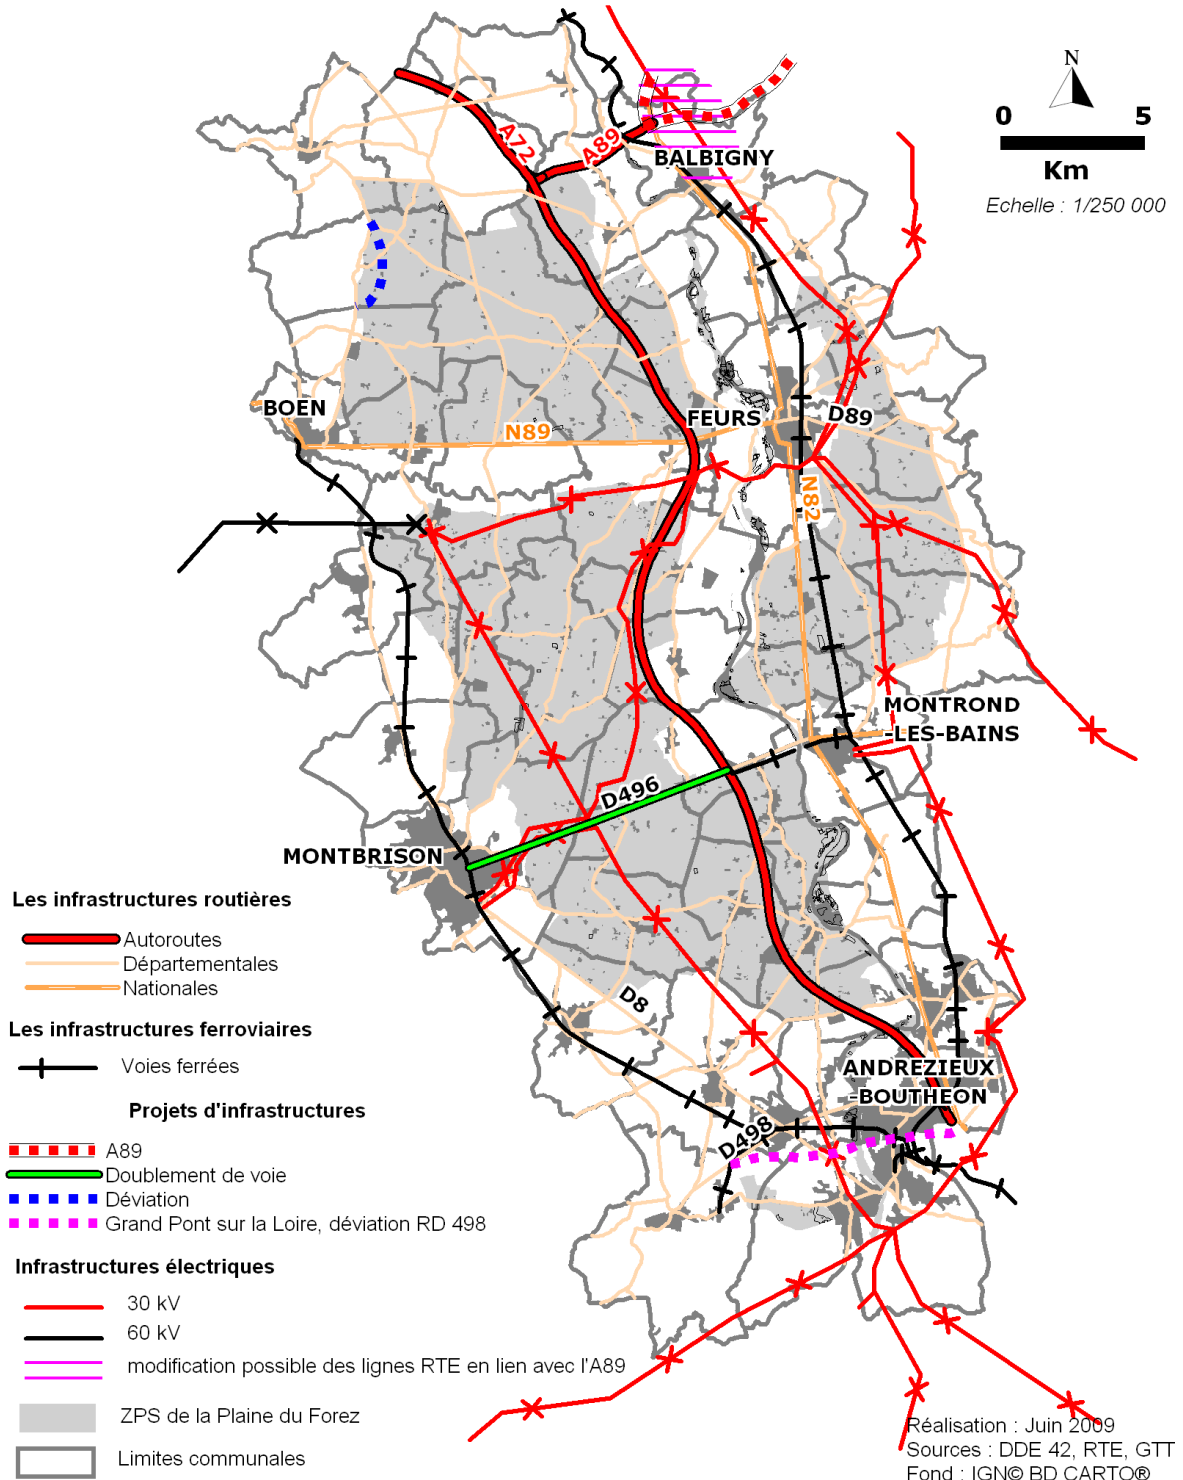 N
0 5
Km
Echelle : 1/250 000
A72
A89
BALBIGNY
BOEN
N89
FEURS
D89
N82
MONTROND
-LES-BAINS
D496
MONTBRISON
D8
ANDREZIEUX
-BOUTHEON
D498
Les infrastructures routières
Autoroutes
Départementales
Nationales
Les infrastructures ferroviaires
Voies ferrées
Projets d'infrastructures
A89
Doublement de voie
Déviation
Grand Pont sur la Loire, déviation RD 498
Infrastructures électriques
30 kV
60 kV
modification possible des lignes RTE en lien avec l'A89
ZPS de la Plaine du Forez
Limites communales
Réalisation : Juin 2009
Sources : DDE 42, RTE, GTT
Fond : IGN© BD CARTO®